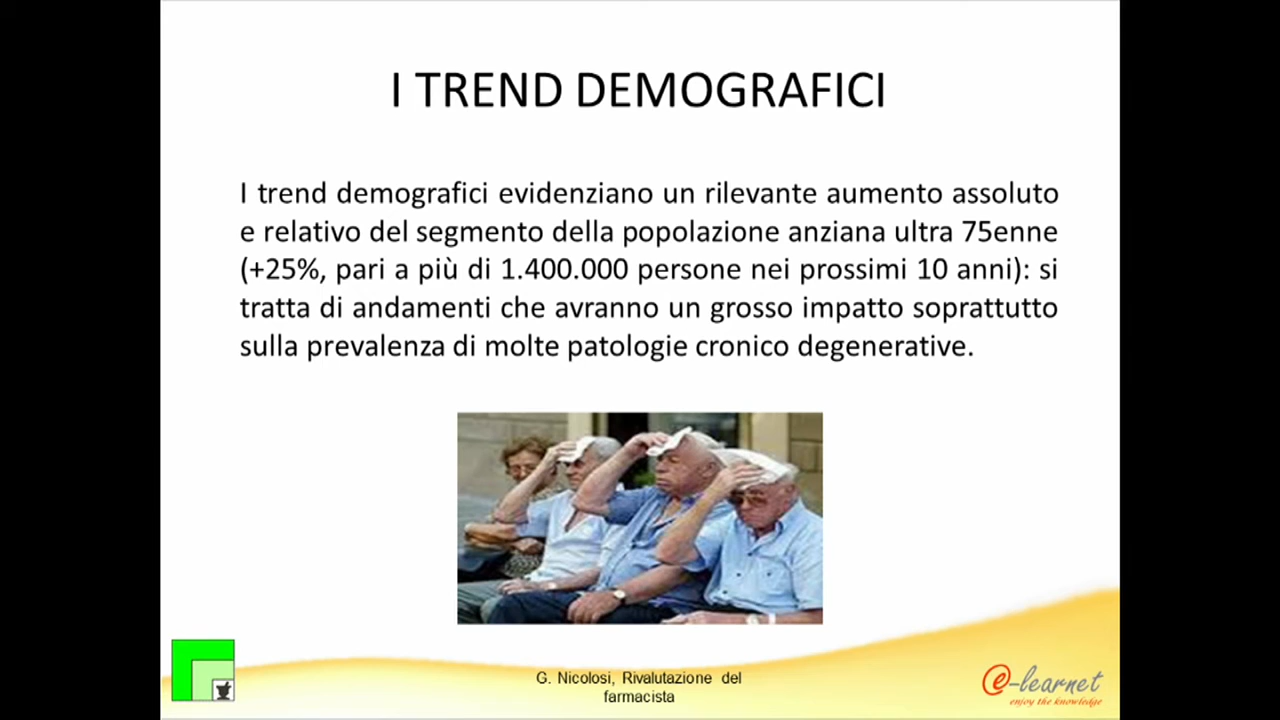 I TREND DEMOGRAFICI
I trend demografici evidenziano un rilevante aumento assoluto
e relativo del segmento della popolazione anziana ultra 75enne
(+25%, pari a più di 1.400.000 persone nei prossimi 10 anni): si
tratta di andamenti che avranno un grosso impatto soprattutto
sulla prevalenza di molte patologie cronico degenerative.
G. Nicolosi, Rivalutazione del
farmacista
e-learnet
enjoy the knowledge